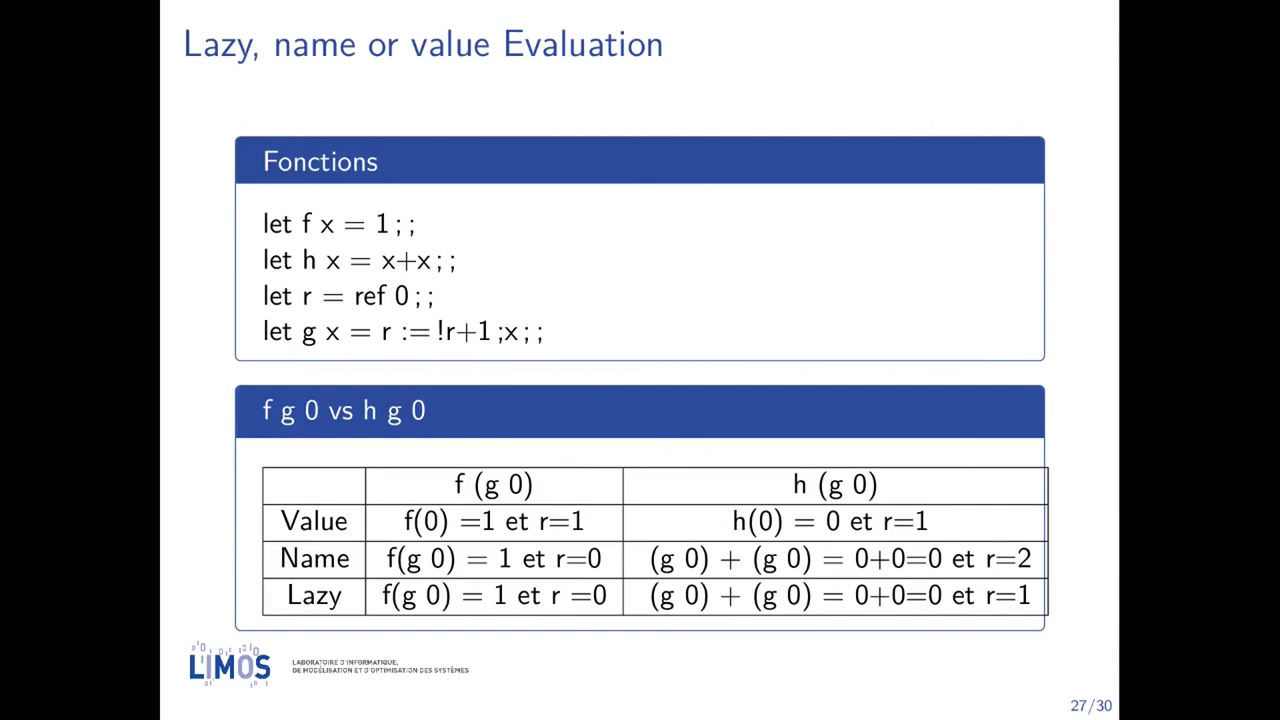 Lazy, name or value Evaluation
Fonctions
let f x = 1 ; ;
let h x = x+x ; ;
let r = ref 0 ; ;
let g x = r := !r+1 ;x ; ;
f g 0 vs h g 0
f (g 0) h (g 0)
Value f(0) =1 et r=1 h(0) = 0 et r=1
Name f(g 0) = 1 et r=0 (g 0) + (g 0) = 0+0=0 et r=2
Lazy f(g 0) = 1 et r =0 (g 0) + (g 0) = 0+0=0 et r=1
LIMOS
LABORATOIRE D'INFORMATIQUE,
DE MODÉLISATION ET D'OPTIMISATION DES SYSTÈMES
27/30